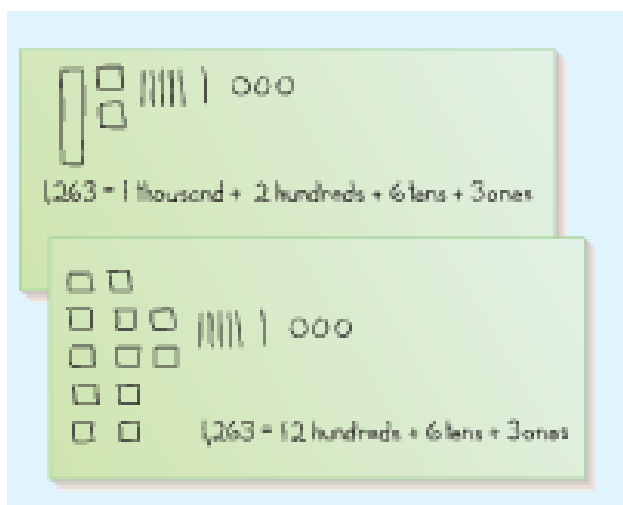 1,263 = 1 thousand + 2 hundreds + 6 tens + 3 ones
1,263 = 12 hundreds + 6 tens + 3 ones